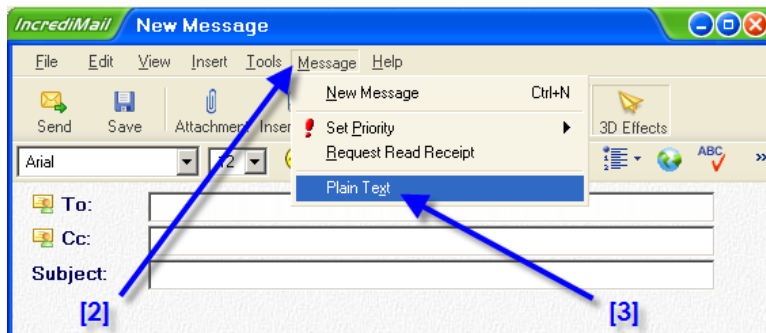 IncrediMail New Message
File Edit View Insert Tools Message Help
New Message Ctrl+N
Send Save Attachment Inser 3D Effects
Set Priority
Request Read Receipt
Arial 12 ABC »
Plain Text
To:
Cc:
Subject:
[2] [3]